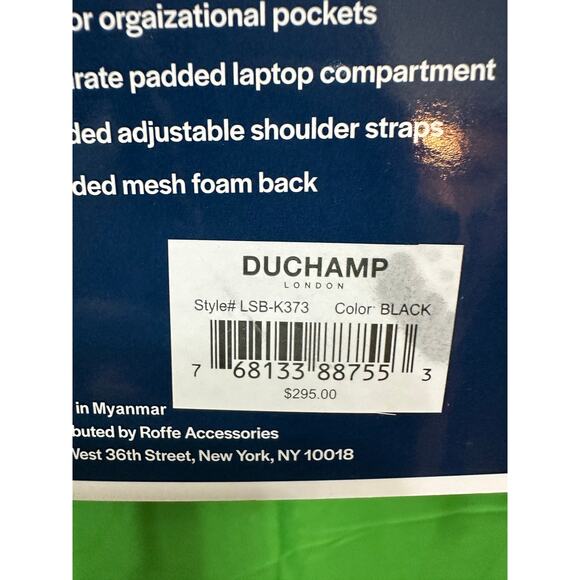 or orgaizational pockets
arate padded laptop compartment
ded adjustable shoulder straps
ded mesh foam back
DUCHAMP
LONDON
Style# LSB-K373 Color: BLACK
7 68133 88755 3
$295.00
in Myanmar
buted by Roffe Accessories
West 36th Street, New York, NY 10018